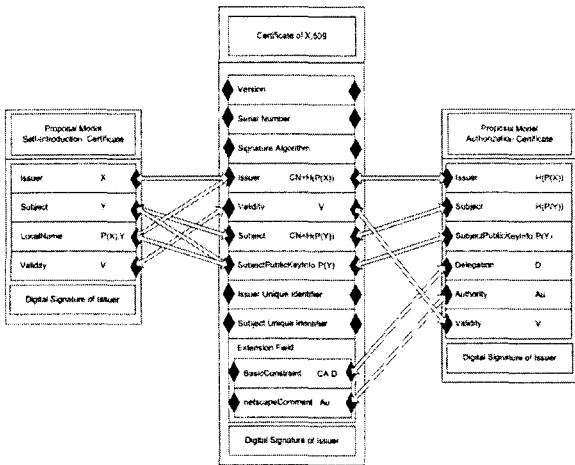 Proposal Model
Self-Introduction Certificate
Issuer X
Subject Y
LocalName P(X),Y
Validity V
Digital Signature of Issuer
Certificate of X.509
Version
Serial Number
Signature Algorithm
Issuer CN=H(P(X))
Validity V
Subject CN=H(P(Y))
SubjectPublicKeyInfo P(Y)
Issuer Unique Identifier
Subject Unique Identifier
Extension Field
BasicConstraint CA D
netscapeComment Au
Digital Signature of Issuer
Proposal Model
Authorization Certificate
Issuer H(P(X))
Subject H(P(Y))
SubjectPublicKeyInfo P(Y)
Delegation D
Authority Au
Validity V
Digital Signature of Issuer